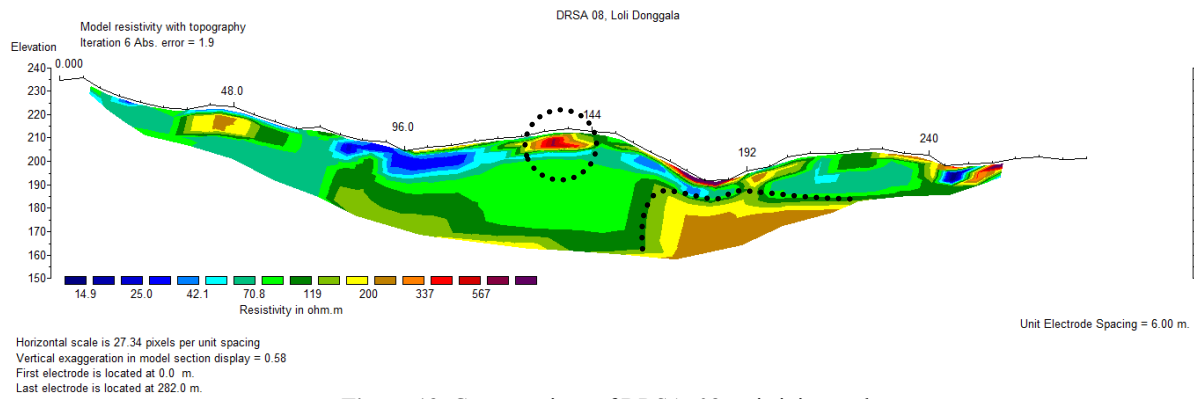 DRSA 08, Loli Donggala
Model resistivity with topography
Iteration 6 Abs. error = 1.9
Elevation
0.000
48.0
96.0
144
192
240
240
230
220
210
200
190
180
170
160
150
14.9 25.0 42.1 70.8 119 200 337 567
Resistivity in ohm.m
Unit Electrode Spacing = 6.00 m.
Horizontal scale is 27.34 pixels per unit spacing
Vertical exaggeration in model section display = 0.58
First electrode is located at 0.0 m.
Last electrode is located at 282.0 m.